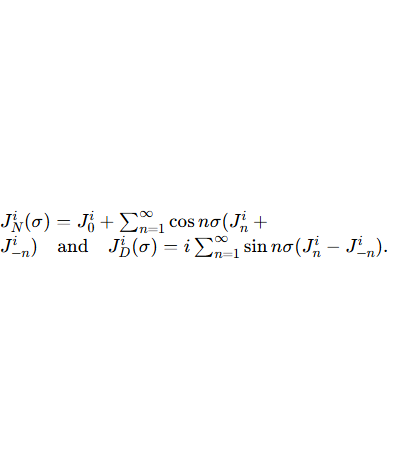 J^i_N(σ) = J^i_0 + ∑^∞_{n=1} cos nσ(J^i_n +
J^i_{−n}) and J^i_D(σ) = i ∑^∞_{n=1} sin nσ(J^i_n − J^i_{−n}).